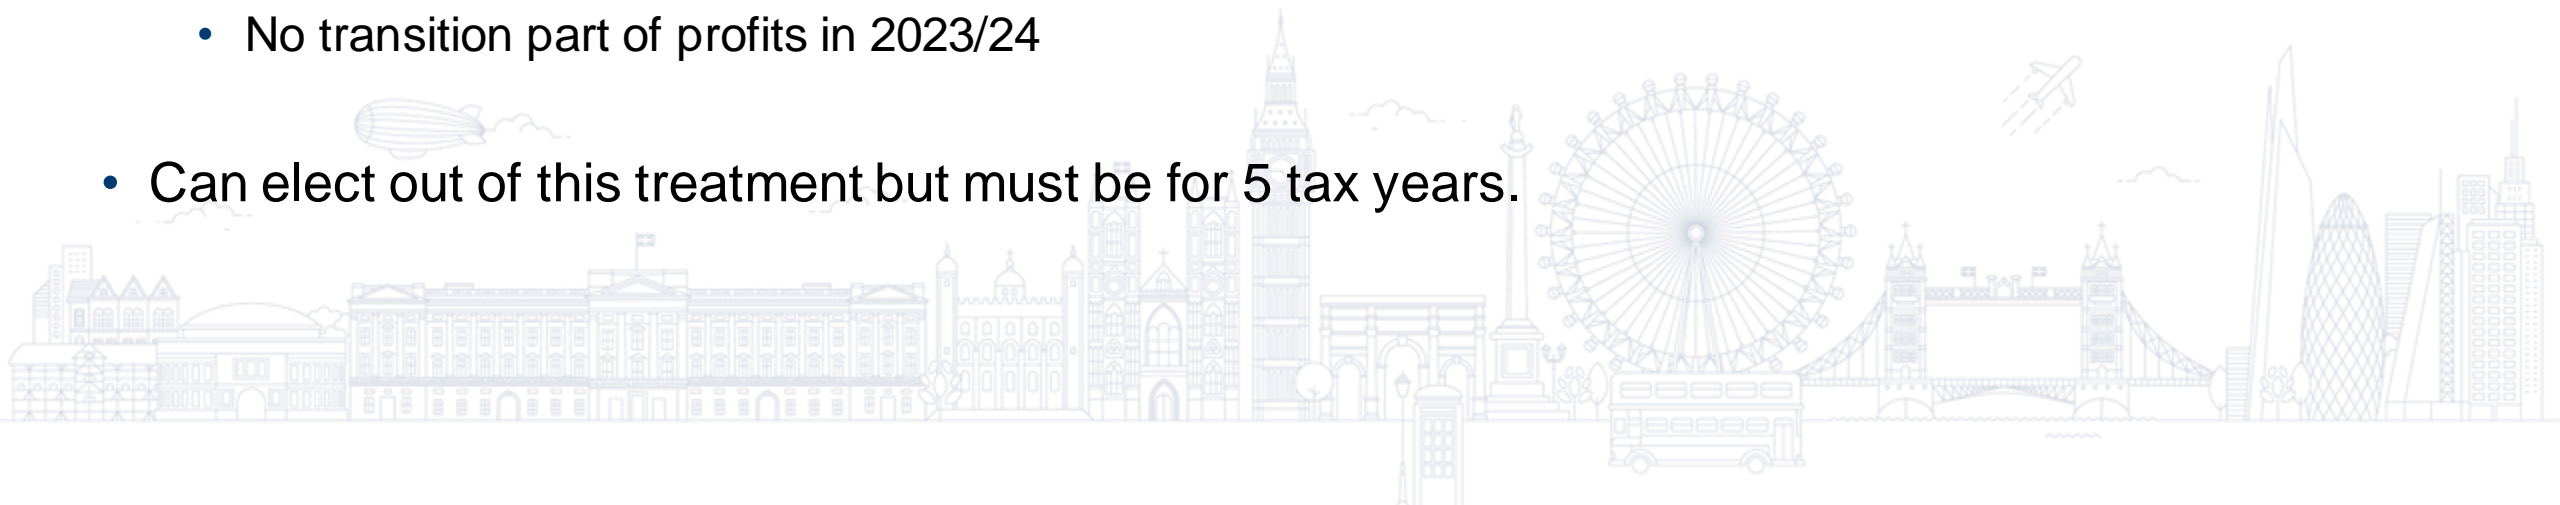 • No transition part of profits in 2023/24
• Can elect out of this treatment but must be for 5 tax years.